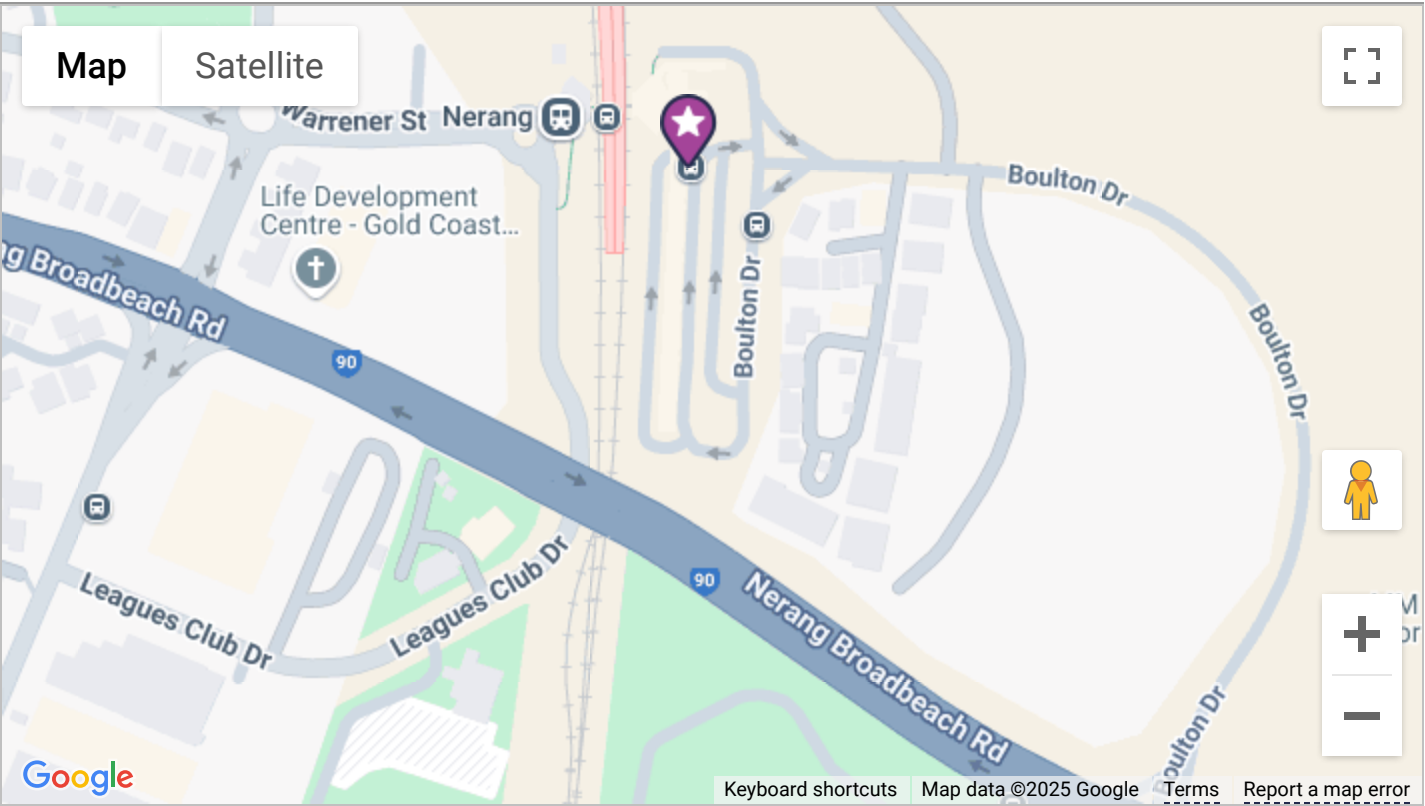 Map
Satellite
Warrener St
Nerang
Boulton Dr
Life Development
Centre - Gold Coast...
ng Broadbeach Rd
Boulton Dr
Boulton Dr
90
Leagues Club Dr
Leagues Club Dr
90
Nerang Broadbeach Rd
Boulton Dr
Google
Keyboard shortcuts
Map data ©2025 Google
Terms
Report a map error